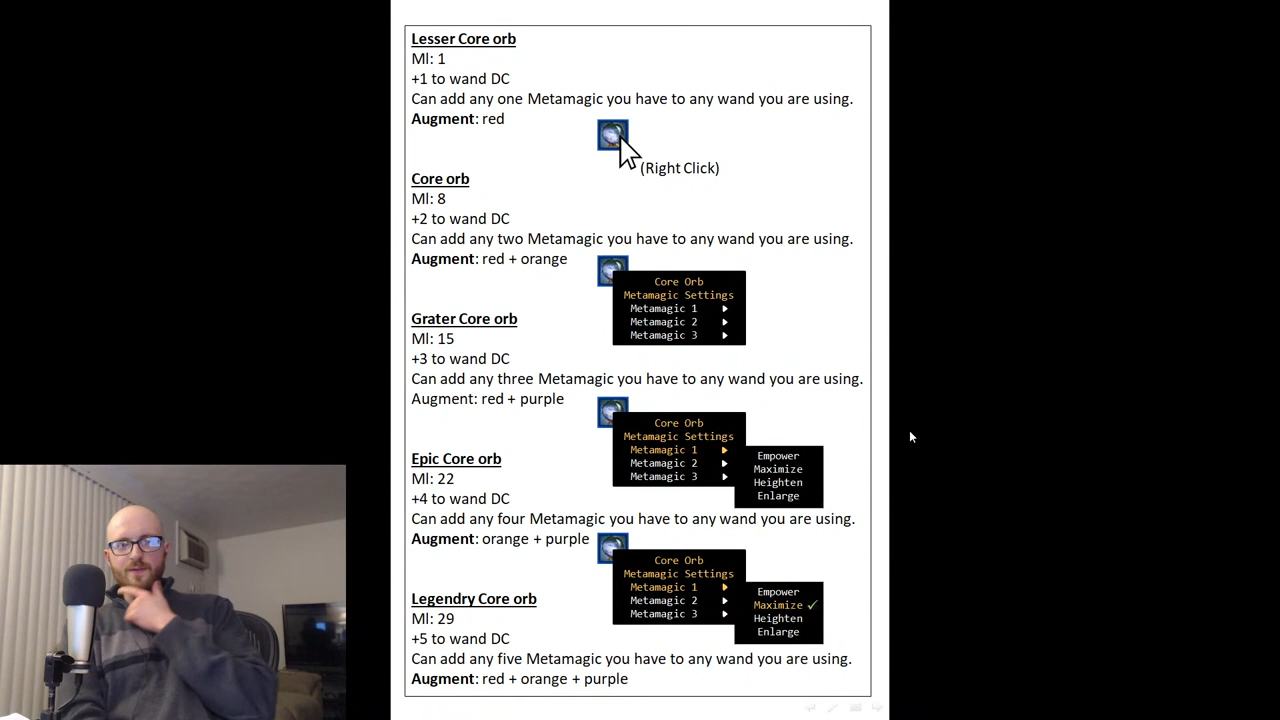 Lesser Core orb
Ml: 1
+1 to wand DC
Can add any one Metamagic you have to any wand you are using.
Augment: red
(Right Click)
Core orb
Ml: 8
+2 to wand DC
Can add any two Metamagic you have to any wand you are using.
Augment: red + orange
Core Orb
Metamagic Settings
Metamagic 1
Metamagic 2
Metamagic 3
Grater Core orb
Ml: 15
+3 to wand DC
Can add any three Metamagic you have to any wand you are using.
Augment: red + purple
Core Orb
Metamagic Settings
Metamagic 1
Metamagic 2
Metamagic 3
Empower
Maximize
Heighten
Enlarge
Epic Core orb
Ml: 22
+4 to wand DC
Can add any four Metamagic you have to any wand you are using.
Augment: orange + purple
Core Orb
Metamagic Settings
Metamagic 1
Metamagic 2
Metamagic 3
Empower
Maximize ✓
Heighten
Enlarge
Legendry Core orb
Ml: 29
+5 to wand DC
Can add any five Metamagic you have to any wand you are using.
Augment: red + orange + purple